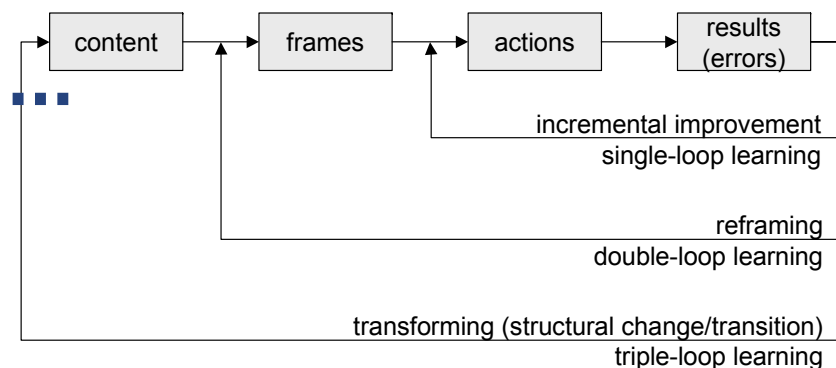 content
frames
actions
results
(errors)
incremental improvement
single-loop learning
reframing
double-loop learning
transforming (structural change/transition)
triple-loop learning